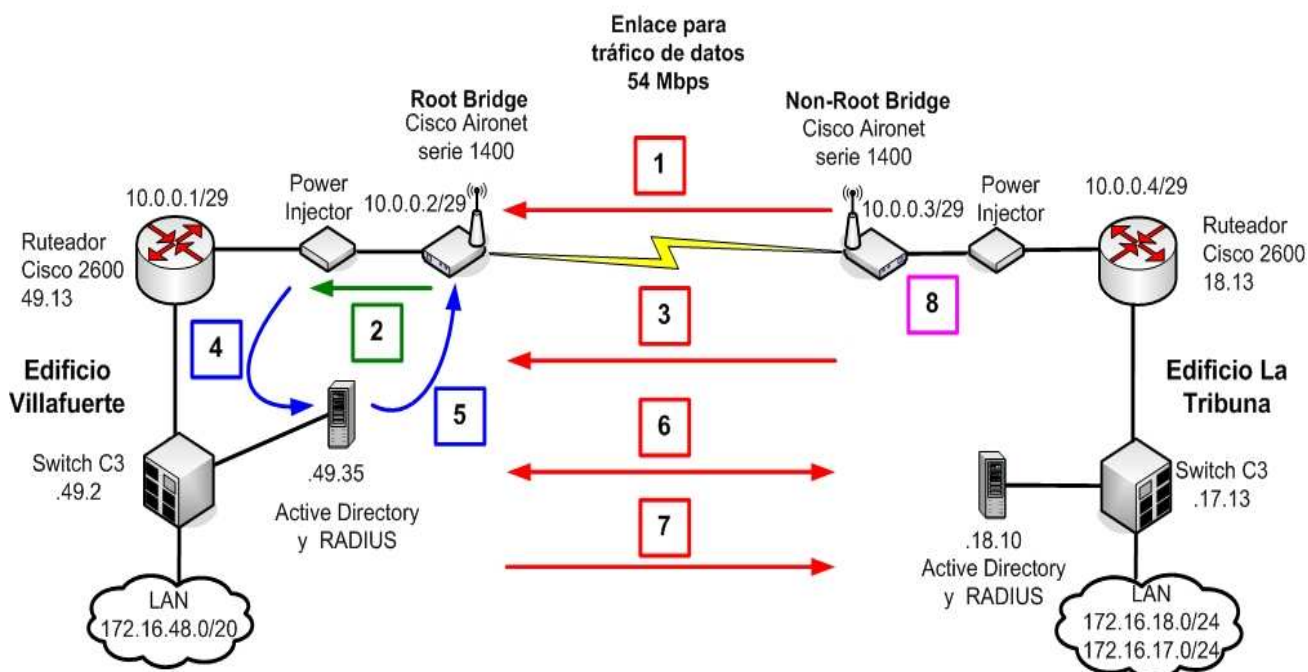 Enlace para
tráfico de datos
54 Mbps
Root Bridge
Cisco Aironet
serie 1400
Non-Root Bridge
Cisco Aironet
serie 1400
1
10.0.0.1/29
Power
Injector
10.0.0.2/29
10.0.0.3/29
Power
Injector
10.0.0.4/29
Ruteador
Cisco 2600
49.13
Ruteador
Cisco 2600
18.13
2
3
8
4
5
6
7
Edificio
Villafuerte
Edificio La
Tribuna
Switch C3
.49.2
.49.35
Active Directory
y RADIUS
Switch C3
.17.13
.18.10
Active Directory
y RADIUS
LAN
172.16.48.0/20
LAN
172.16.18.0/24
172.16.17.0/24